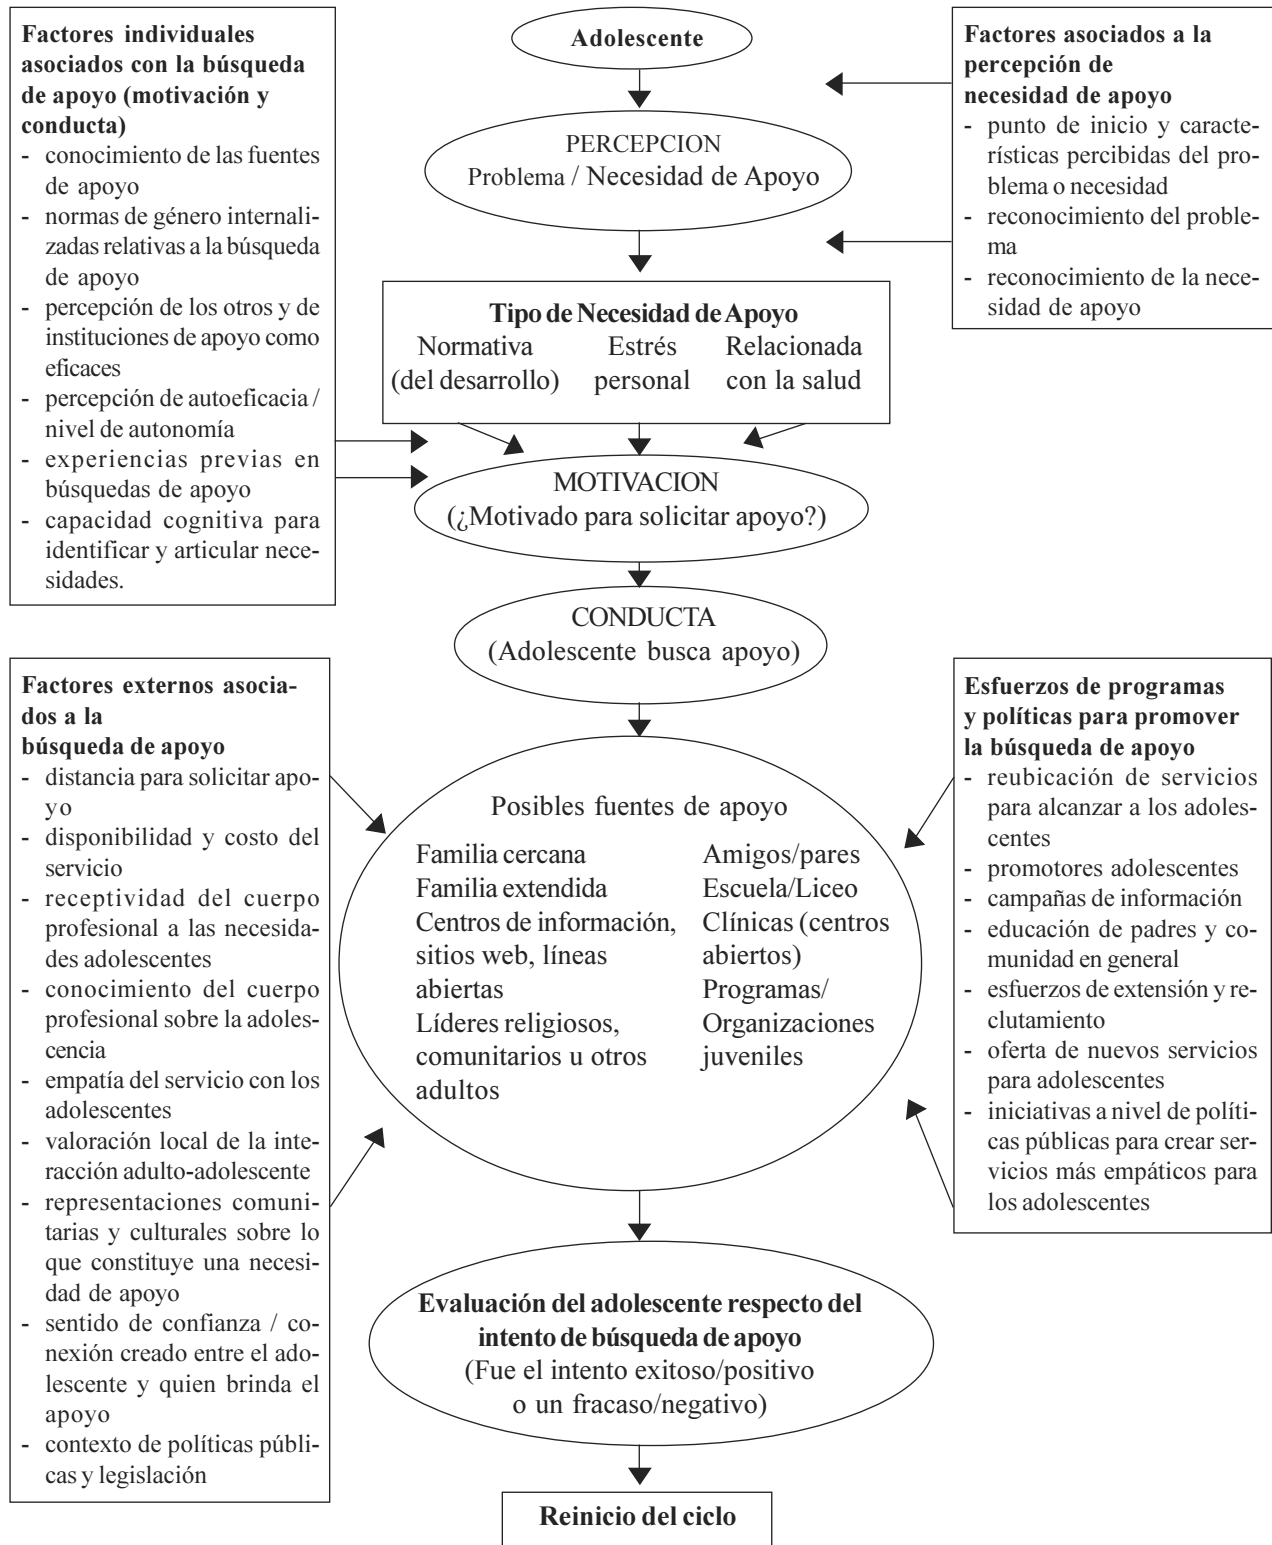 Factores individuales
asociados con la búsqueda
de apoyo (motivación y
conducta)
- conocimiento de las fuentes
de apoyo
- normas de género internali-
zadas relativas a la búsqueda
de apoyo
- percepción de los otros y de
instituciones de apoyo como
eficaces
- percepción de autoeficacia /
nivel de autonomía
- experiencias previas en
búsquedas de apoyo
- capacidad cognitiva para
identificar y articular nece-
sidades.
Adolescente
PERCEPCION
Problema / Necesidad de Apoyo
Factores asociados a la
percepción de
necesidad de apoyo
- punto de inicio y caracte-
rísticas percibidas del pro-
blema o necesidad
- reconocimiento del proble-
ma
- reconocimiento de la nece-
sidad de apoyo
Tipo de Necesidad de Apoyo
Normativa
(del desarrollo)
Estrés
personal
Relacionada
con la salud
MOTIVACION
(¿Motivado para solicitar apoyo?)
CONDUCTA
(Adolescente busca apoyo)
Factores externos asocia-
dos a la
búsqueda de apoyo
- distancia para solicitar apo-
yo
- disponibilidad y costo del
servicio
- receptividad del cuerpo
profesional a las necesida-
des adolescentes
- conocimiento del cuerpo
profesional sobre la adoles-
cencia
- empatía del servicio con los
adolescentes
- valoración local de la inte-
racción adulto-adolescente
- representaciones comuni-
tarias y culturales sobre lo
que constituye una necesi-
dad de apoyo
- sentido de confianza / co-
nexión creado entre el ado-
lescente y quien brinda el
apoyo
- contexto de políticas públi-
cas y legislación
Posibles fuentes de apoyo
Familia cercana
Familia extendida
Centros de información,
sitios web, líneas
abiertas
Líderes religiosos,
comunitarios u otros
adultos
Amigos/pares
Escuela/Liceo
Clínicas (centros
abiertos)
Programas/
Organizaciones
juveniles
Esfuerzos de programas
y políticas para promover
la búsqueda de apoyo
- reubicación de servicios
para alcanzar a los adoles-
centes
- promotores adolescentes
- campañas de información
- educación de padres y co-
munidad en general
- esfuerzos de extensión y re-
clutamiento
- oferta de nuevos servicios
para adolescentes
- iniciativas a nivel de políti-
cas públicas para crear ser-
vicios más empáticos para
los adolescentes
Evaluación del adolescente respecto del
intento de búsqueda de apoyo
(Fue el intento exitoso/positivo
o un fracaso/negativo)
Reinicio del ciclo